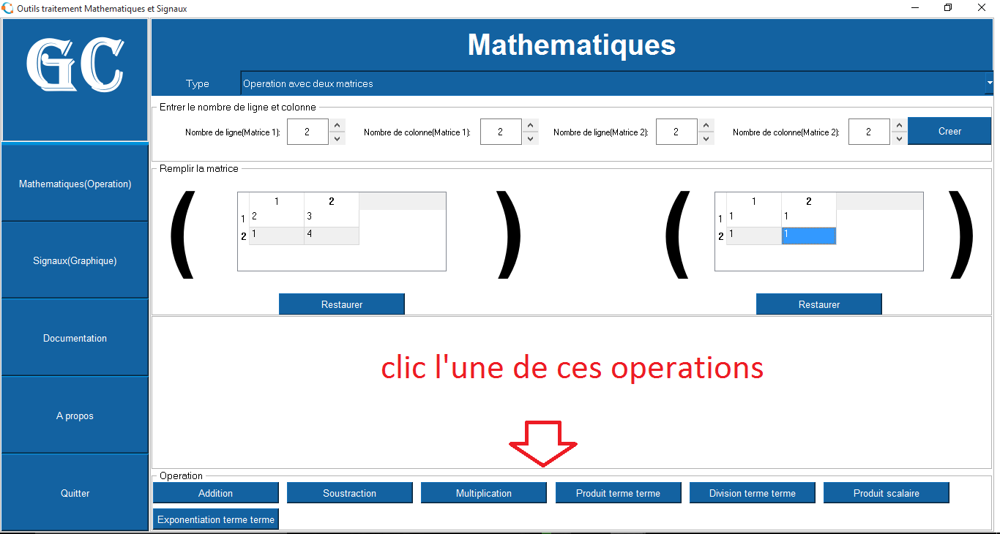 Outils traitement Mathematiques et Signaux
GC
Mathematiques
Type Operation avec deux matrices
Entrer le nombre de ligne et colonne
Nombre de ligne(Matrice 1): 2 Nombre de colonne(Matrice 1): 2 Nombre de ligne(Matrice 2): 2 Nombre de colonne(Matrice 2): 2 Creer
Remplir la matrice
Mathematiques(Operation)
( 1 2 ) ( 1 2 )
1 2 3 1 1 1
2 1 4 2 1 1
Signaux(Graphique)
Restaurer Restaurer
Documentation
clic l'une de ces operations
A propos
Operation
Quitter
Addition Soustraction Multiplication Produit terme terme Division terme terme Produit scalaire
Exponentiation terme terme